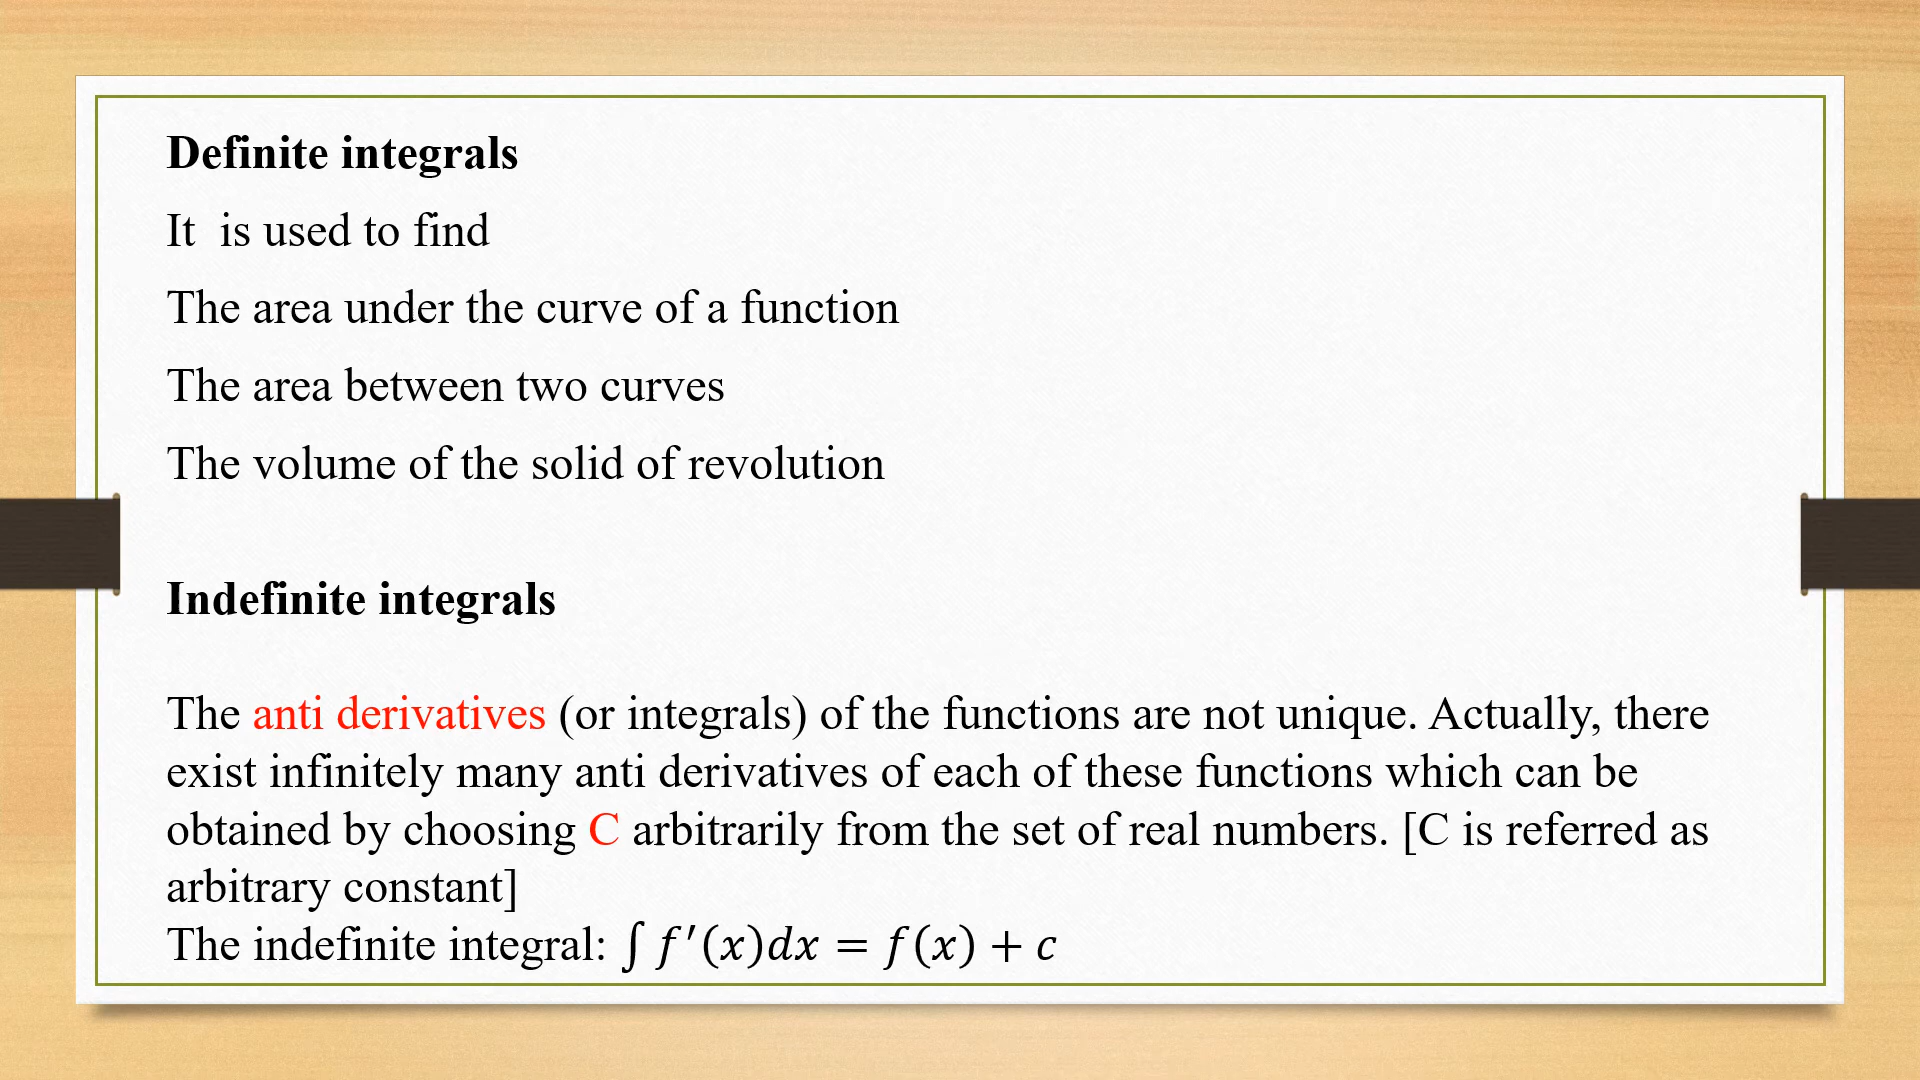 Definite integrals
It  is used to find
The area under the curve of a function
The area between two curves
The volume of the solid of revolution
Indefinite integrals
The anti derivatives (or integrals) of the functions are not unique. Actually, there
exist infinitely many anti derivatives of each of these functions which can be
obtained by choosing C arbitrarily from the set of real numbers. [C is referred as
arbitrary constant]
The indefinite integral: ∫ f′(x)dx = f(x) + c